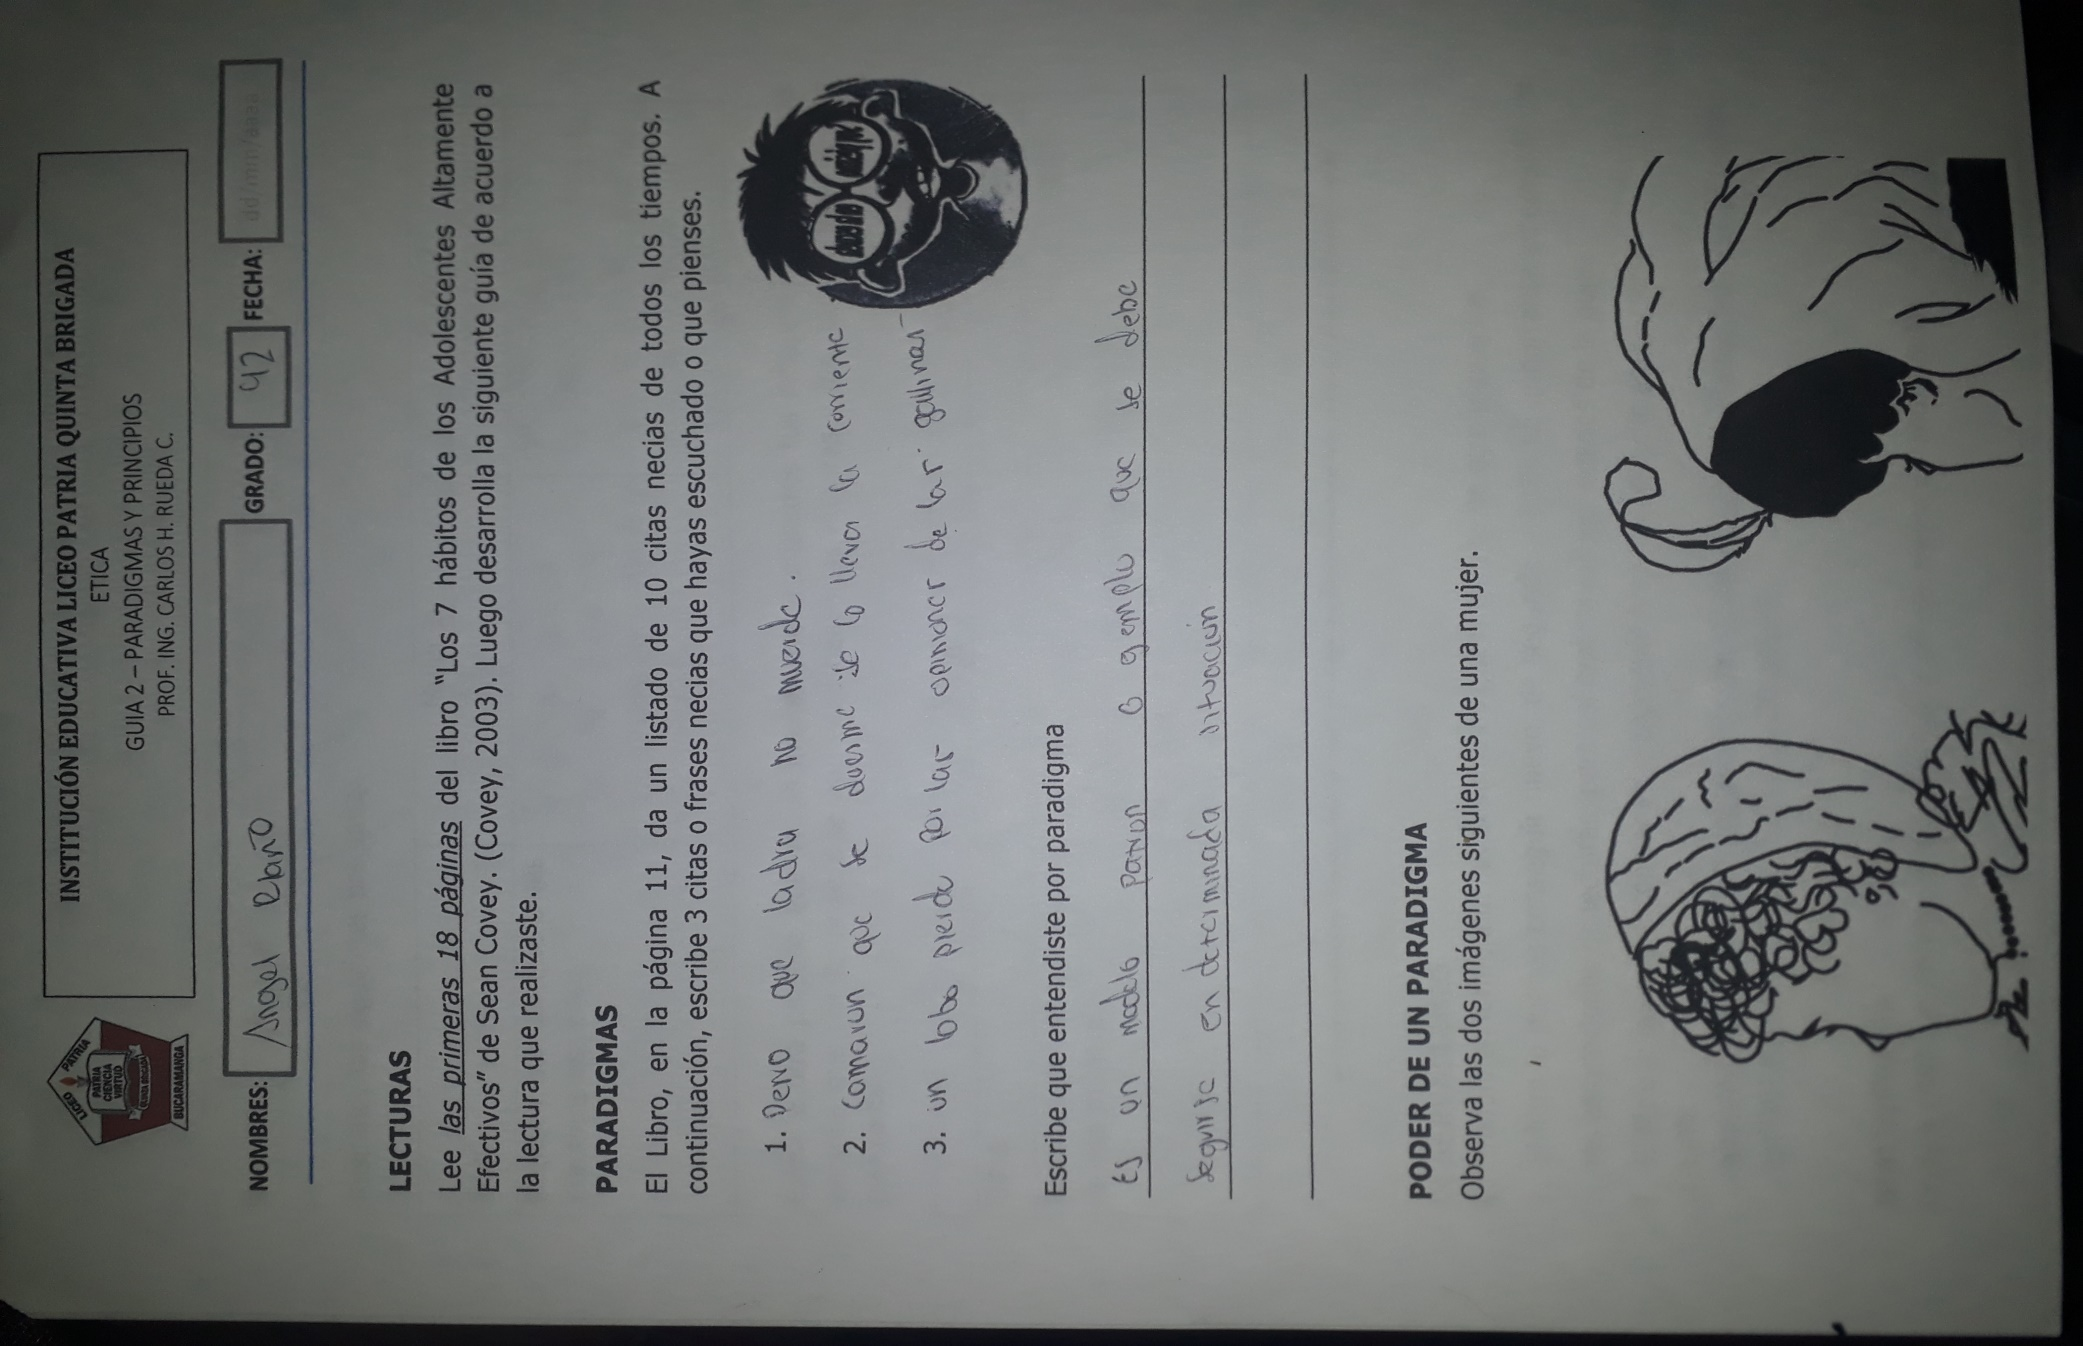 INSTITUCIÓN EDUCATIVA LICEO PATRIA QUINTA BRIGADA
ETICA
GUIA 2 – PARADIGMAS Y PRINCIPIOS
PROF. ING. CARLOS H. RUEDA C.
LICEO PATRIA
PATRIA
CIENCIA
VIRTUD
BUCARAMANGA
NOMBRES: Angel GRADO: 92 FECHA: dd/mm/aaaa
LECTURAS
Lee las primeras 18 páginas del libro "Los 7 hábitos de los Adolescentes Altamente
Efectivos" de Sean Covey. (Covey, 2003). Luego desarrolla la siguiente guía de acuerdo a
la lectura que realizaste.
PARADIGMAS
El Libro, en la página 11, da un listado de 10 citas necias de todos los tiempos. A
continuación, escribe 3 citas o frases necias que hayas escuchado o que pienses.
1. Perro que ladra no muerde.
2. Camaron que se duerme se lo lleva la corriente
3. un lobo pierde por las opiniones de las gallinas
Escribe que entendiste por paradigma
Es un modelo patron o ejemplo que se debe
seguirse en determinada situación
PODER DE UN PARADIGMA
Observa las dos imágenes siguientes de una mujer.